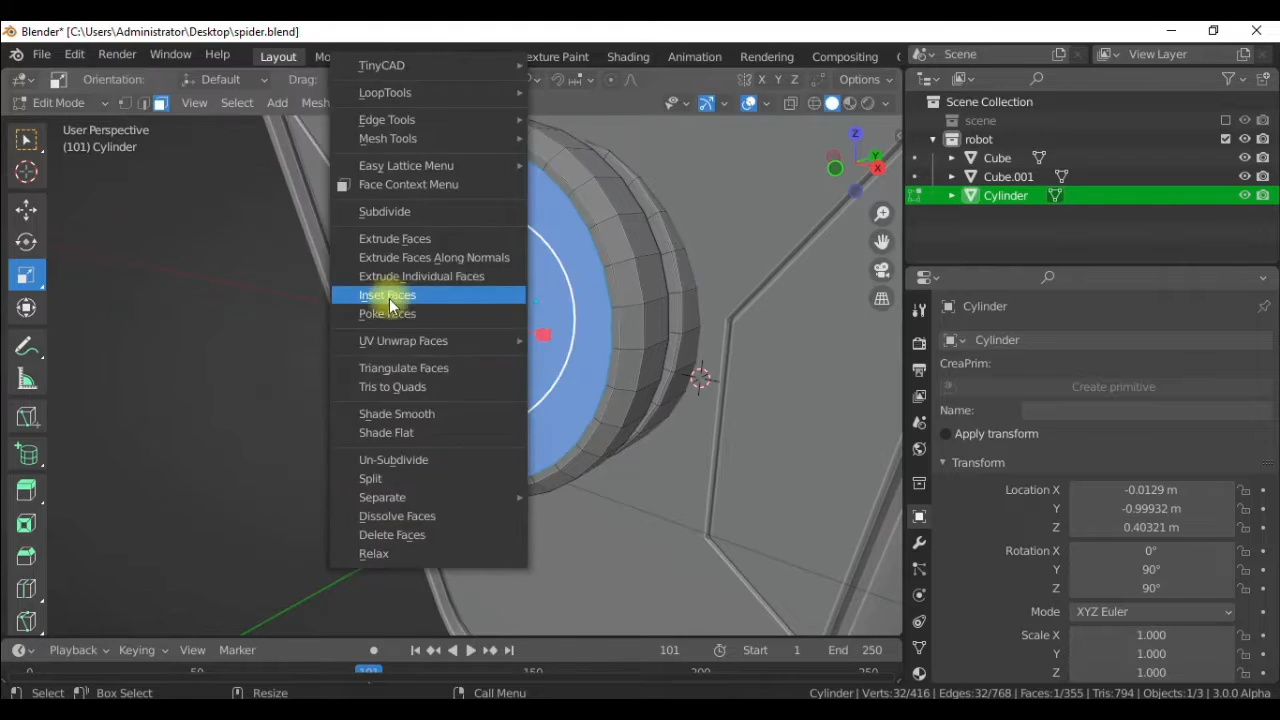 Blender* [C:\Users\Administrator\Desktop\spider.blend]
File Edit Render Window Help Layout
exture Paint Shading Animation Rendering Compositing
Scene View Layer
Orientation: Default Drag:
X Y Z Options
Edit Mode View Select Add Mesh
User Perspective
(101) Cylinder
TinyCAD
LoopTools
Edge Tools
Mesh Tools
Easy Lattice Menu
Face Context Menu
Subdivide
Extrude Faces
Extrude Faces Along Normals
Extrude Individual Faces
Inset Faces
Poke Faces
UV Unwrap Faces
Triangulate Faces
Tris to Quads
Shade Smooth
Shade Flat
Un-Subdivide
Split
Separate
Dissolve Faces
Delete Faces
Relax
Z
Y
X
Scene Collection
scene
robot
Cube
Cube.001
Cylinder
Cylinder
Cylinder
CreaPrim:
Create primitive
Name:
Apply transform
Transform
Location X -0.0129 m
Y -0.99932 m
Z 0.40321 m
Rotation X 0°
Y 90°
Z 90°
Mode XYZ Euler
Scale X 1.000
Y 1.000
Z 1.000
Playback Keying View Marker 101 Start 1 End 250
0 50 101 150 200 250
Select Box Select Resize Call Menu Cylinder | Verts:32/416 | Edges:32/768 | Faces:1/355 | Tris:794 | Objects:1/3 | 3.0.0 Alpha